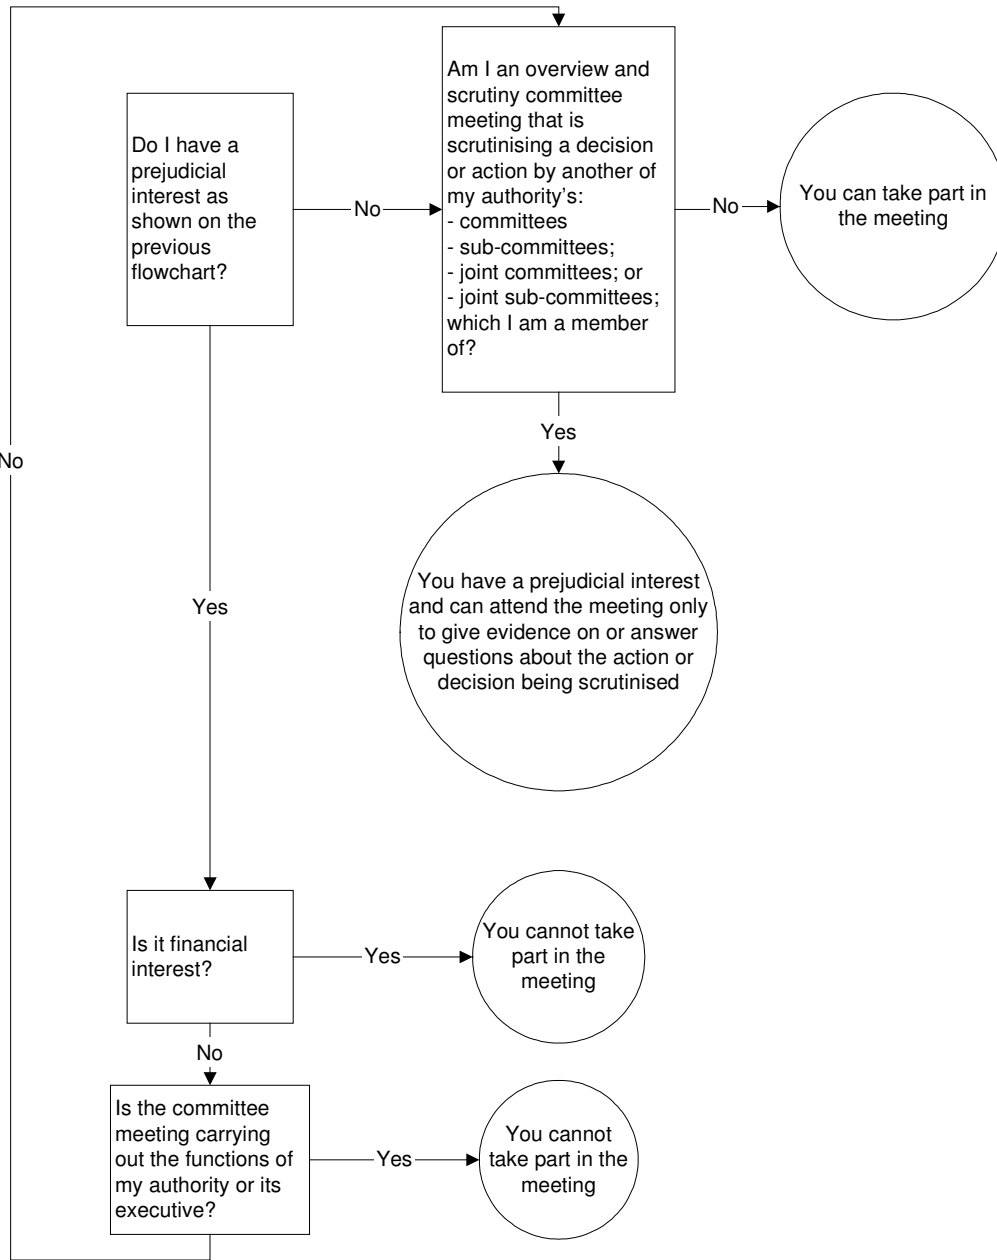 Do I have a
prejudicial
interest as
shown on the
previous
flowchart?
No
Am I an overview and
scrutiny committee
meeting that is
scrutinising a decision
or action by another of
my authority's:
- committees
- sub-committees;
- joint committees; or
- joint sub-committees;
which I am a member
of?
No
You can take part in
the meeting
Yes
You have a prejudicial interest
and can attend the meeting only
to give evidence on or answer
questions about the action or
decision being scrutinised
No
Yes
Is it financial
interest?
Yes
You cannot take
part in the
meeting
No
Is the committee
meeting carrying
out the functions of
my authority or its
executive?
Yes
You cannot
take part in the
meeting